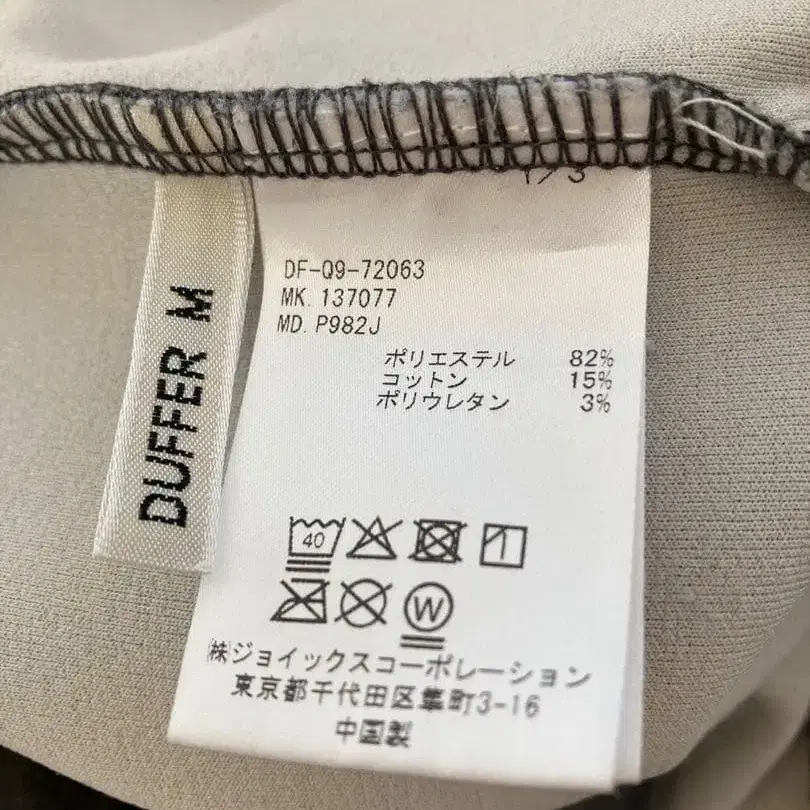 1/3
DUFFER M
DF-Q9-72063
MK. 137077
MD. P982J
ポリエステル 82%
コットン 15%
ポリウレタン 3%
40
W
(株)ジョイックスコーポレーション
東京都千代田区隼町3-16
中国製